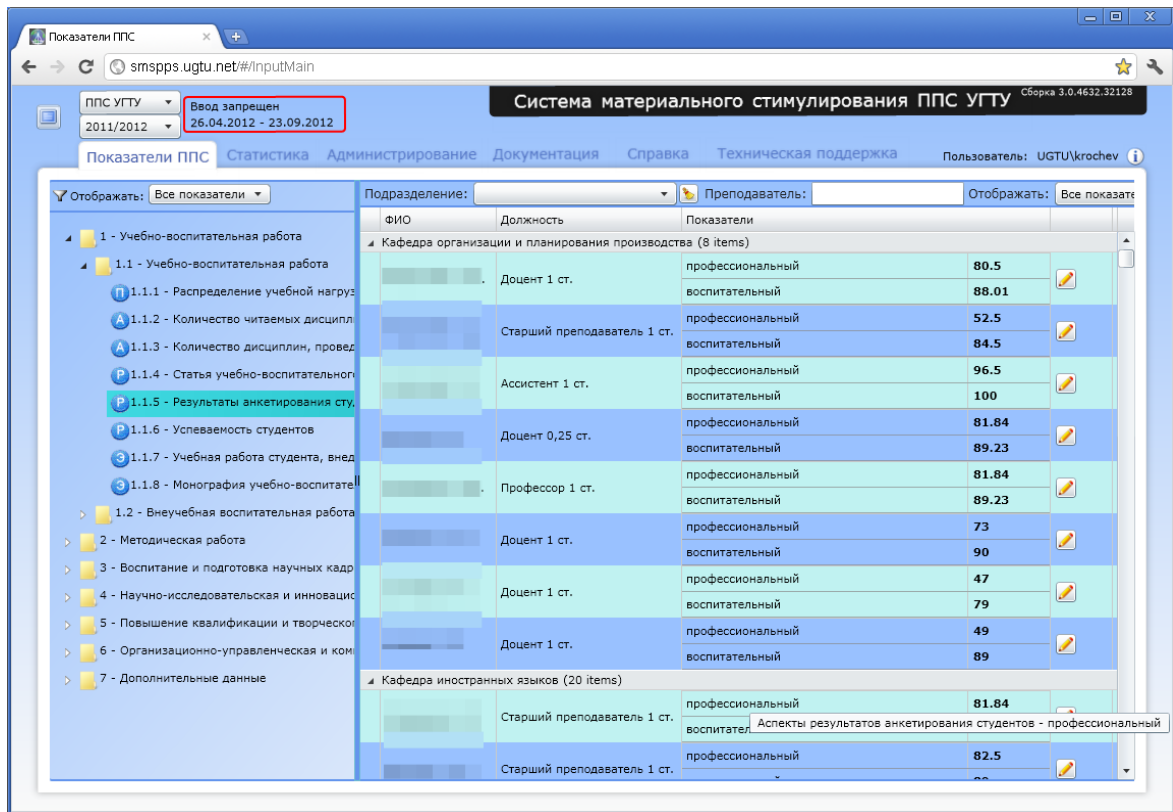 Показатели ППС
smspps.ugtu.net/#/InputMain
ППС УГТУ
2011/2012
Ввод запрещен
26.04.2012 - 23.09.2012
Система материального стимулирования ППС УГТУ
Сборка 3.0.4632.32128
Показатели ППС Статистика Администрирование Документация Справка Техническая поддержка Пользователь: UGTU\krochev
Отображать: Все показатели
Подразделение: Преподаватель: Отображать: Все показате
ФИО Должность Показатели
1 - Учебно-воспитательная работа
1.1 - Учебно-воспитательная работа
П 1.1.1 - Распределение учебной нагруз
А 1.1.2 - Количество читаемых дисципл
А 1.1.3 - Количество дисциплин, провед
Р 1.1.4 - Статья учебно-воспитательног
Р 1.1.5 - Результаты анкетирования сту
Р 1.1.6 - Успеваемость студентов
Э 1.1.7 - Учебная работа студента, внед
Э 1.1.8 - Монография учебно-воспитате
1.2 - Внеучебная воспитательная работа
2 - Методическая работа
3 - Воспитание и подготовка научных кадр
4 - Научно-исследовательская и инновацио
5 - Повышение квалификации и творческо
6 - Организационно-управленческая и ком
7 - Дополнительные данные
Кафедра организации и планирования производства (8 items)
Доцент 1 ст.
профессиональный 80.5
воспитательный 88.01
Старший преподаватель 1 ст.
профессиональный 52.5
воспитательный 84.5
Ассистент 1 ст.
профессиональный 96.5
воспитательный 100
Доцент 0,25 ст.
профессиональный 81.84
воспитательный 89.23
Профессор 1 ст.
профессиональный 81.84
воспитательный 89.23
Доцент 1 ст.
профессиональный 73
воспитательный 90
Доцент 1 ст.
профессиональный 47
воспитательный 79
Доцент 1 ст.
профессиональный 49
воспитательный 89
Кафедра иностранных языков (20 items)
Старший преподаватель 1 ст.
профессиональный 81.84
воспитател
Аспекты результатов анкетирования студентов - профессиональный
Старший преподаватель 1 ст.
профессиональный 82.5